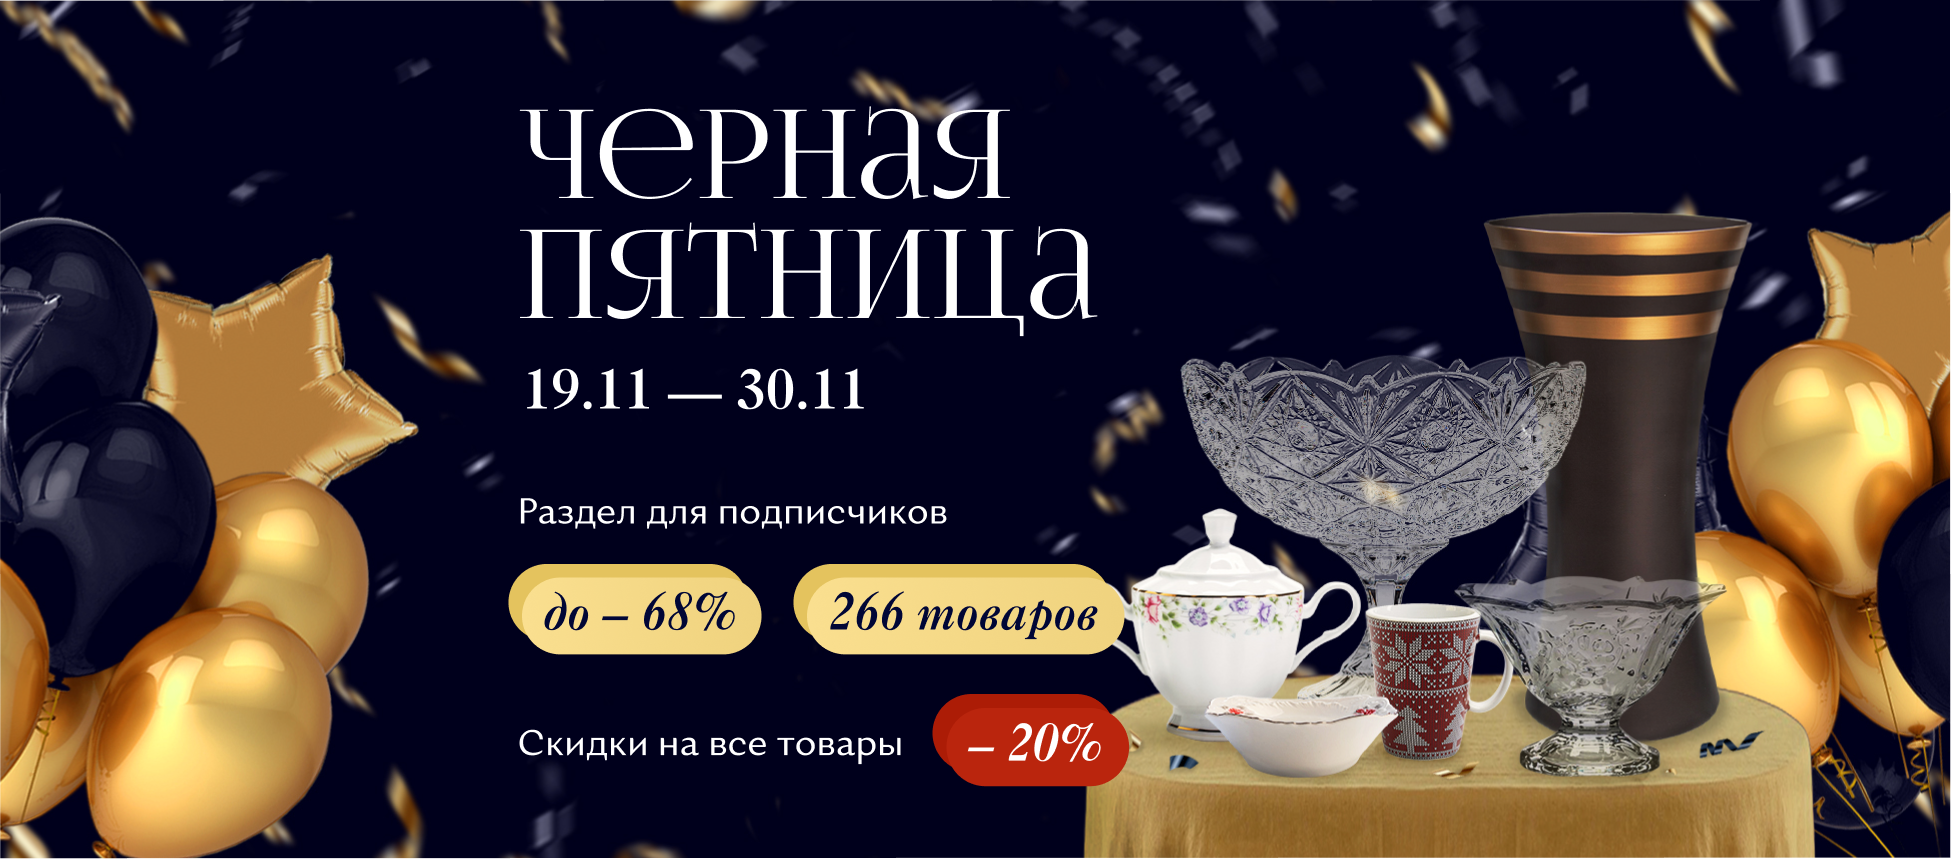 черная
пятница
19.11 — 30.11
Раздел для подписчиков
до – 68%
266 товаров
Скидки на все товары
– 20%